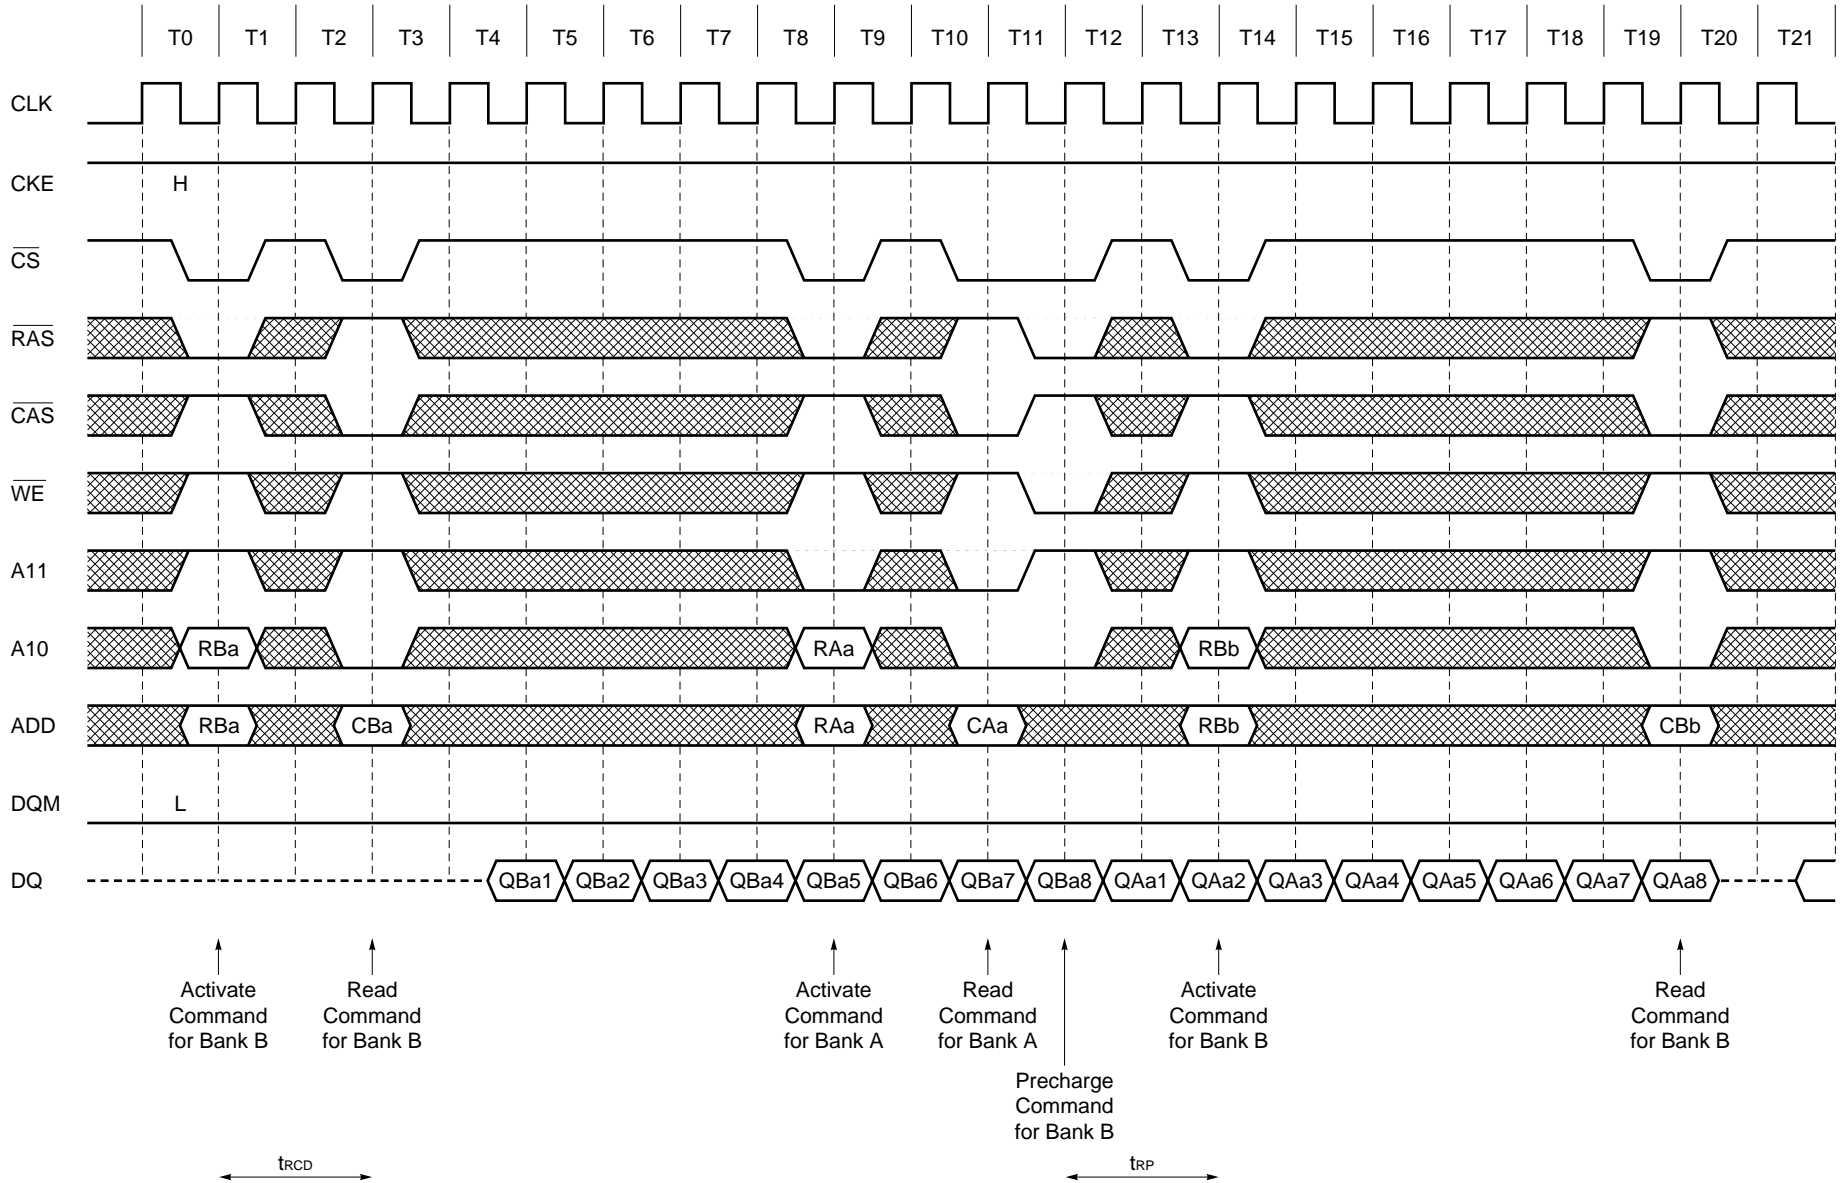 T0 T1 T2 T3 T4 T5 T6 T7 T8 T9 T10 T11 T12 T13 T14 T15 T16 T17 T18 T19 T20 T21
CLK
CKE H
CS
RAS
CAS
WE
A11
A10 RBa RAa RBb
ADD RBa CBa RAa CAa RBb CBb
DQM L
DQ QBa1 QBa2 QBa3 QBa4 QBa5 QBa6 QBa7 QBa8 QAa1 QAa2 QAa3 QAa4 QAa5 QAa6 QAa7 QAa8
Activate
Command
for Bank B
Read
Command
for Bank B
Activate
Command
for Bank A
Read
Command
for Bank A
Precharge
Command
for Bank B
Activate
Command
for Bank B
Read
Command
for Bank B
tRCD tRP